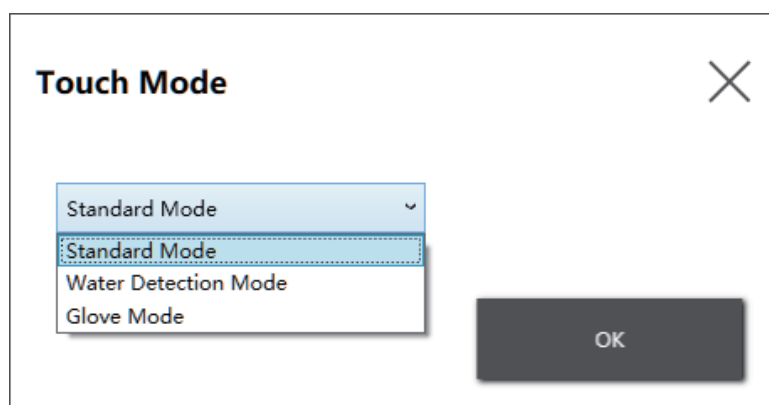 Touch Mode
Standard Mode
Standard Mode
Water Detection Mode
Glove Mode
OK